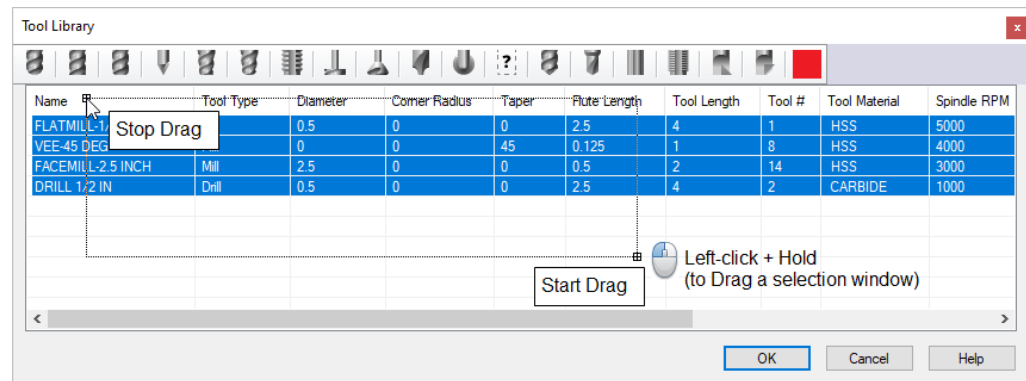 Tool Library
x
?
Name Tool Type Diameter Corner Radius Taper Flute Length Tool Length Tool # Tool Material Spindle RPM
FLATMILL-1/ 0.5 0 0 2.5 4 1 HSS 5000
VEE-45 DEG 0 0 45 0.125 1 8 HSS 4000
FACEMILL-2.5 INCH Mill 2.5 0 0 0.5 2 14 HSS 3000
DRILL 1/2 IN Drill 0.5 0 0 2.5 4 2 CARBIDE 1000
Stop Drag
Start Drag
Left-click + Hold
(to Drag a selection window)
OK Cancel Help